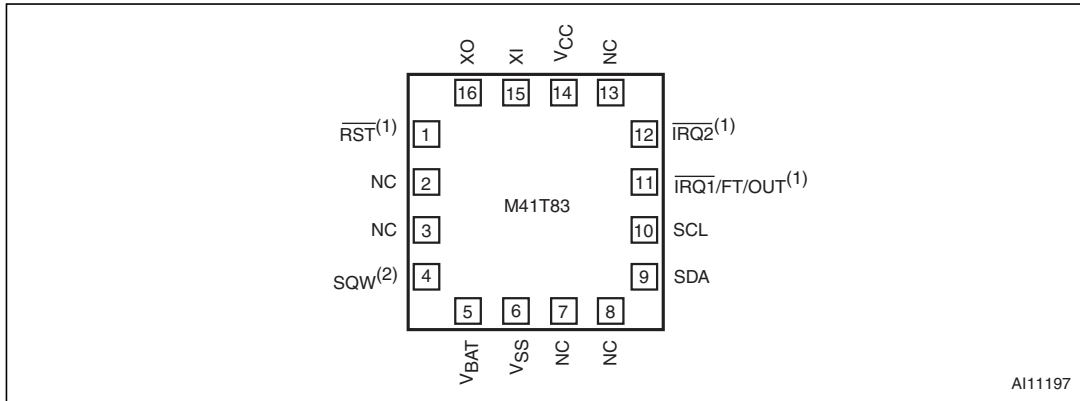 XO
XI
VCC
NC
16
15
14
13
RST(1)
1
12
IRQ2(1)
NC
2
11
IRQ1/FT/OUT(1)
M41T83
NC
3
10
SCL
SQW(2)
4
9
SDA
5
6
7
8
VBAT
VSS
NC
NC
AI11197